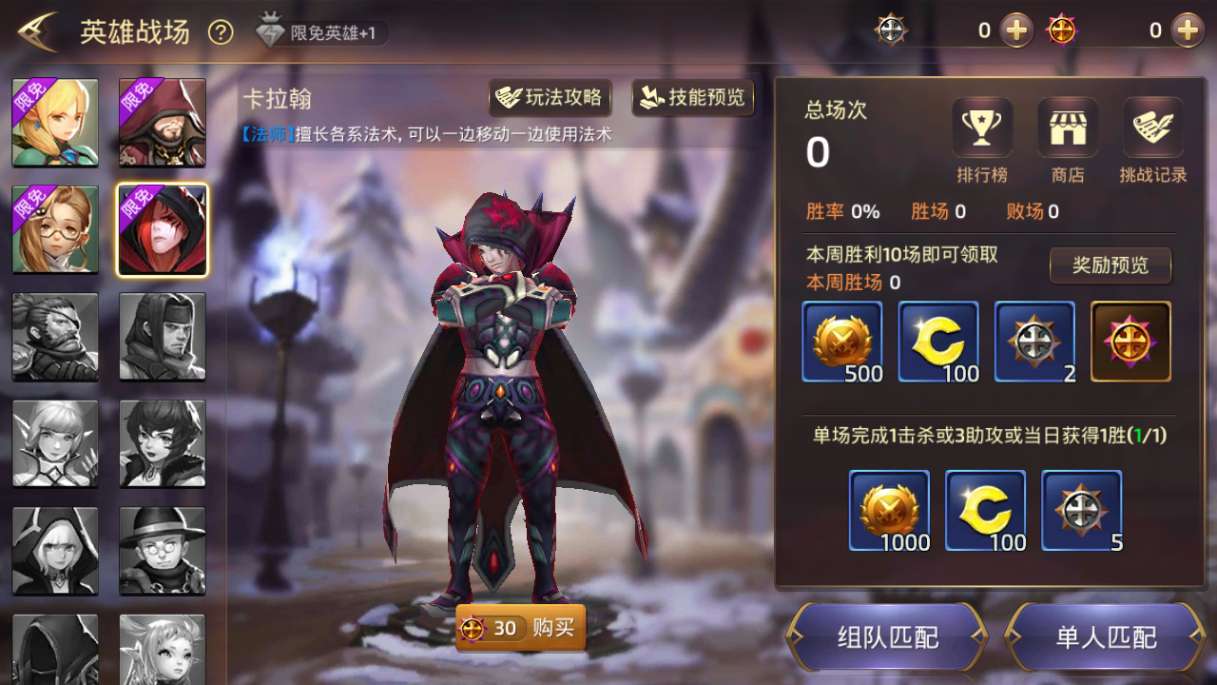 英雄战场
?
限免英雄+1
0
0
限免
限免
限免
限免
卡拉翰
玩法攻略
技能预览
【法师】擅长各系法术, 可以一边移动一边使用法术
总场次
0
排行榜
商店
挑战记录
胜率 0%
胜场 0
败场 0
本周胜利10场即可领取
本周胜场 0
奖励预览
500
100
2
单场完成1击杀或3助攻或当日获得1胜(1/1)
1000
100
5
30 购买
组队匹配
单人匹配